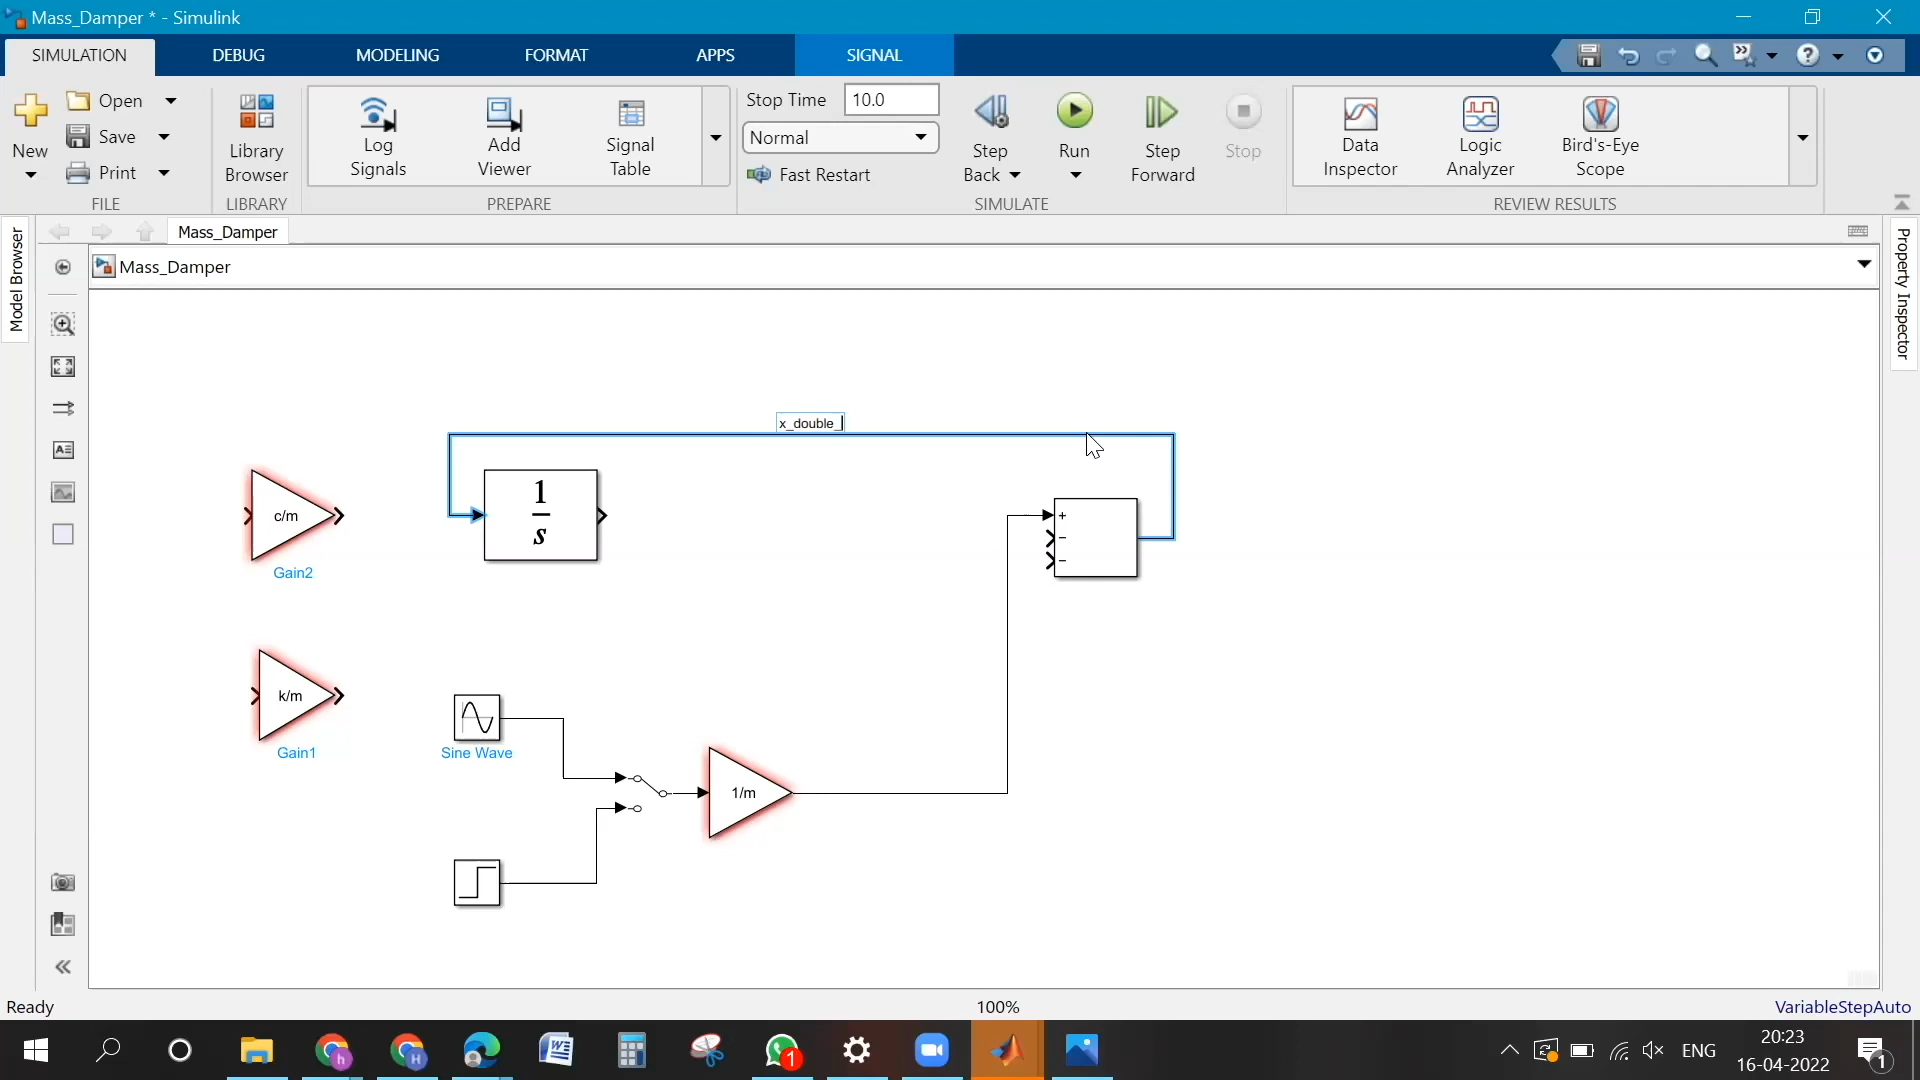 Mass_Damper * - Simulink
SIMULATION
DEBUG
MODELING
FORMAT
APPS
SIGNAL
New
Open
Save
Print
FILE
Library
Browser
LIBRARY
Log
Signals
Add
Viewer
Signal
Table
PREPARE
Stop Time
10.0
Normal
Fast Restart
Step
Back
Run
Step
Forward
Stop
SIMULATE
Data
Inspector
Logic
Analyzer
Bird's-Eye
Scope
REVIEW RESULTS
Mass_Damper
Mass_Damper
Model Browser
Property Inspector
x_double_
c/m
Gain2
1
s
+
−
−
k/m
Gain1
Sine Wave
1/m
Ready
100%
VariableStepAuto
1
ENG
20:23
16-04-2022
1